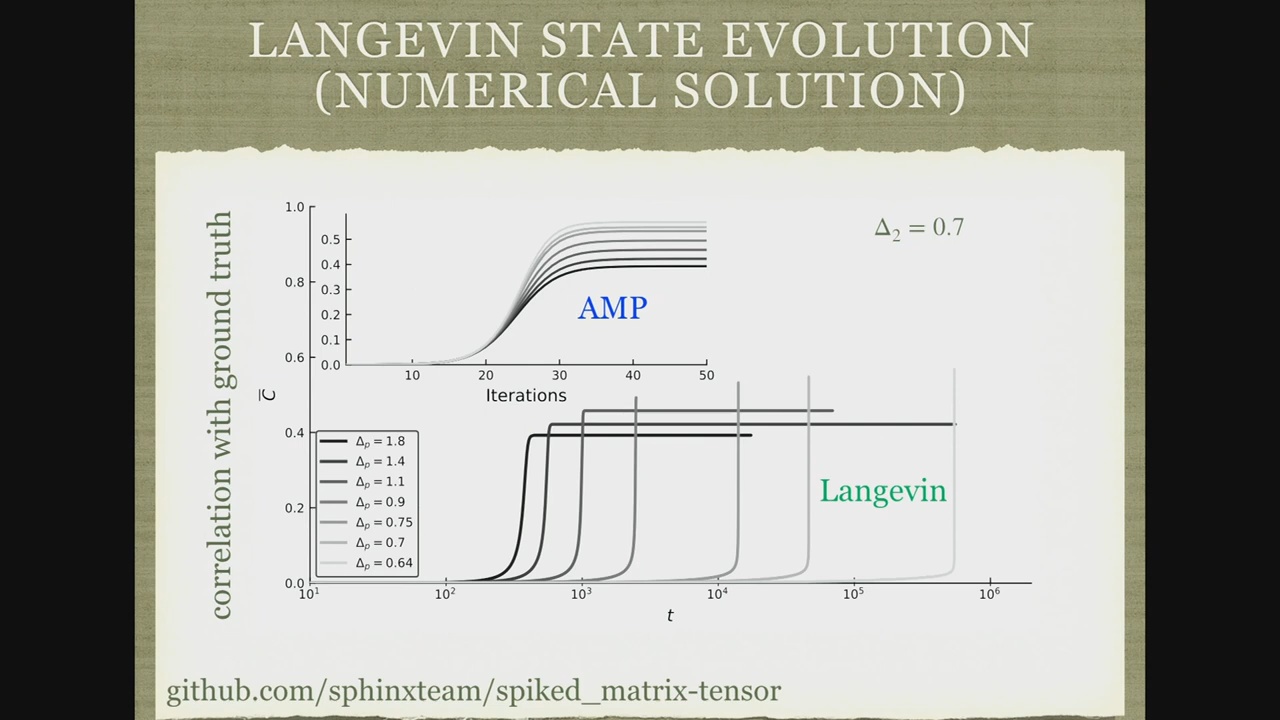 LANGEVIN STATE EVOLUTION
(NUMERICAL SOLUTION)
correlation with ground truth
Δ₂ = 0.7
1.0
0.8
0.6
0.4
0.2
0.0
C̅
0.5
0.4
0.3
0.2
0.1
0.0
10 20 30 40 50
Iterations
AMP
Δₚ = 1.8
Δₚ = 1.4
Δₚ = 1.1
Δₚ = 0.9
Δₚ = 0.75
Δₚ = 0.7
Δₚ = 0.64
Langevin
10¹ 10² 10³ 10⁴ 10⁵ 10⁶
t
github.com/sphinxteam/spiked_matrix-tensor